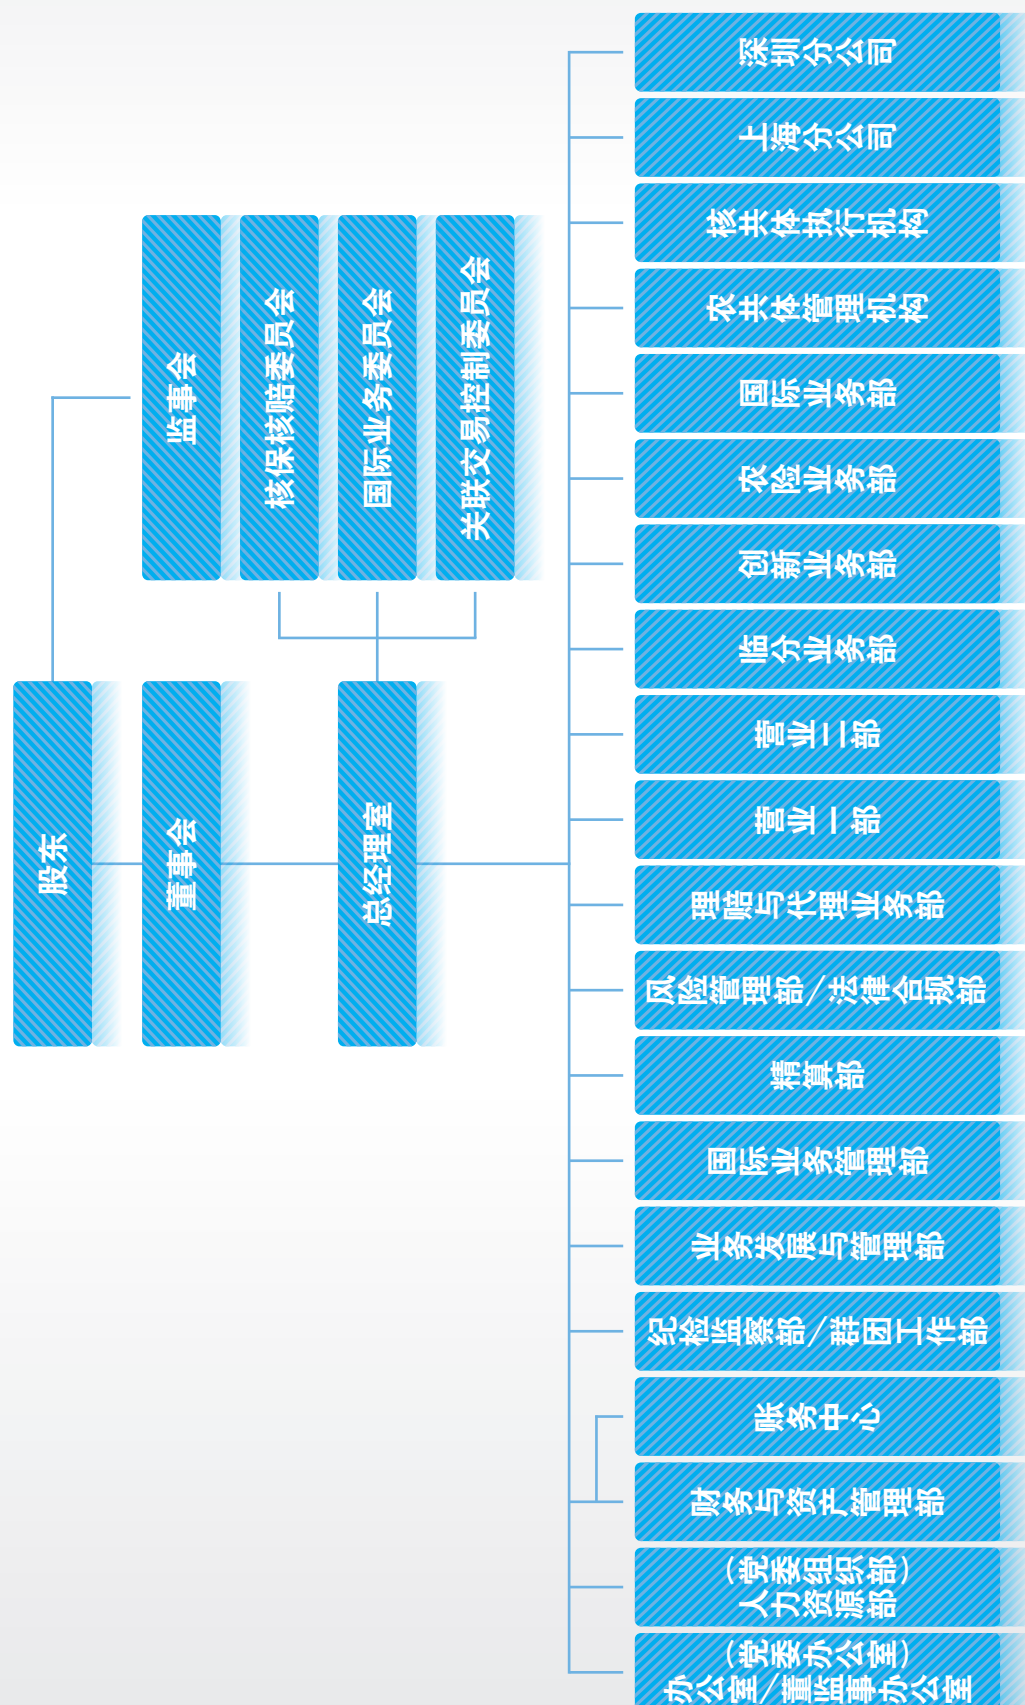 股东
董事会
监事会
总经理室
核保核赔委员会
国际业务委员会
关联交易控制委员会
办公室/董监事办公室
（党委办公室）
人力资源部
（党委组织部）
财务与资产管理部
账务中心
纪检监察部/群团工作部
业务发展与管理部
国际业务管理部
精算部
风险管理部/法律合规部
理赔与代理业务部
营业一部
营业二部
临分业务部
创新业务部
农险业务部
国际业务部
农共体管理机构
核共体执行机构
上海分公司
深圳分公司